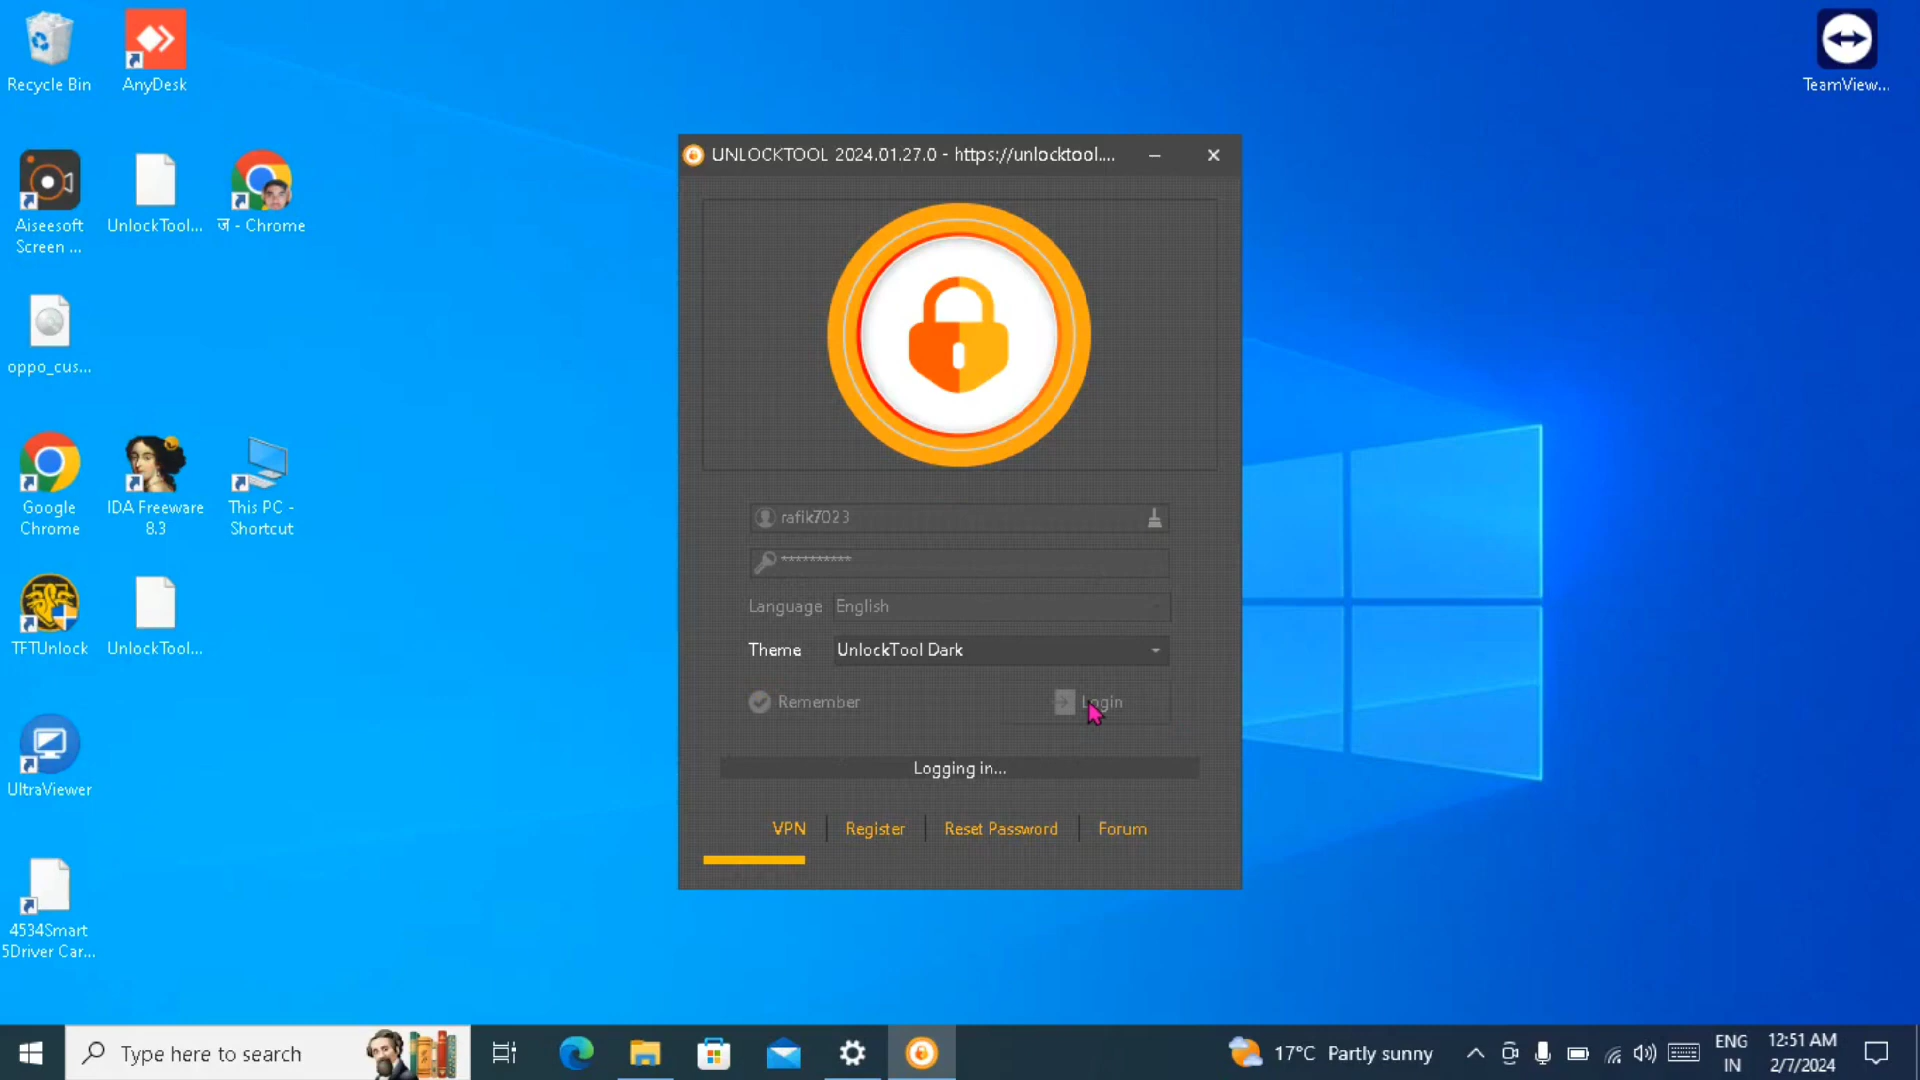 Recycle Bin
AnyDesk
TeamView...
Aiseesoft
Screen ...
UnlockTool...
ज - Chrome
oppo_cus...
Google
Chrome
IDA Freeware
8.3
This PC -
Shortcut
TFTUnlock
UnlockTool...
UltraViewer
4534Smart
5Driver Car...
UNLOCKTOOL 2024.01.27.0 - https://unlocktool....
rafik7023
**********
Language English
Theme UnlockTool Dark
Remember
Login
Logging in...
VPN Register Reset Password Forum
Type here to search
17°C Partly sunny
ENG
IN
12:51 AM
2/7/2024